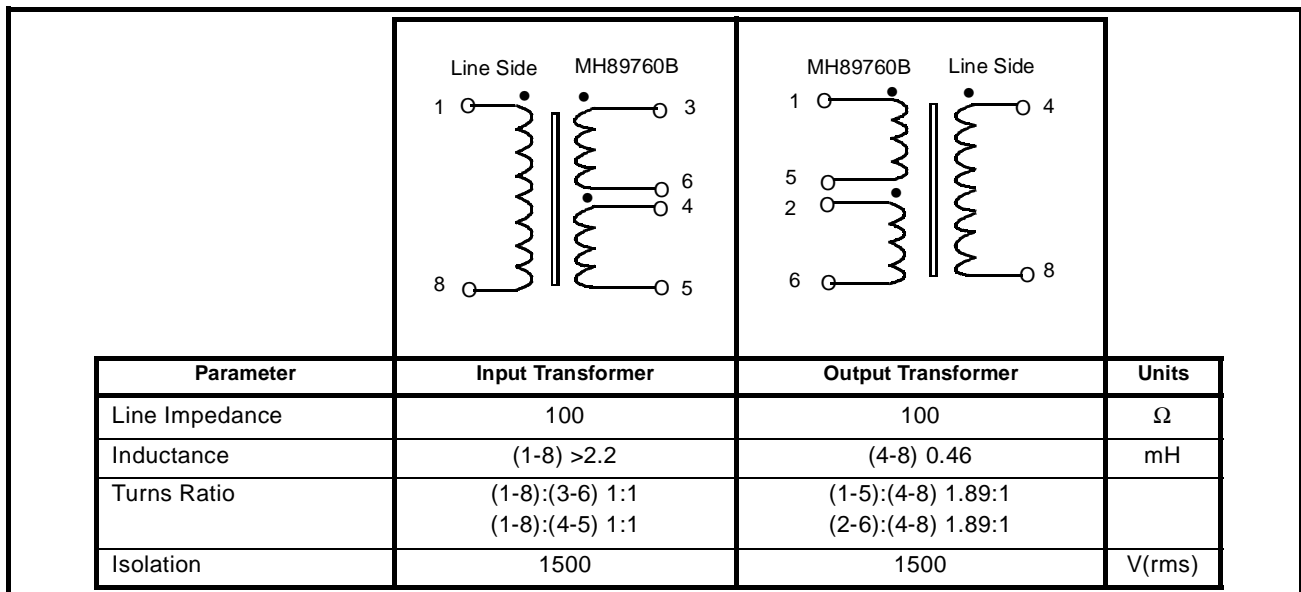 Line Side MH89760B
1 3
6
4
8 5
MH89760B Line Side
1 4
5
2
6 8
Parameter Input Transformer Output Transformer Units
Line Impedance 100 100 Ω
Inductance (1-8) >2.2 (4-8) 0.46 mH
Turns Ratio (1-8):(3-6) 1:1 (1-5):(4-8) 1.89:1
(1-8):(4-5) 1:1 (2-6):(4-8) 1.89:1
Isolation 1500 1500 V(rms)